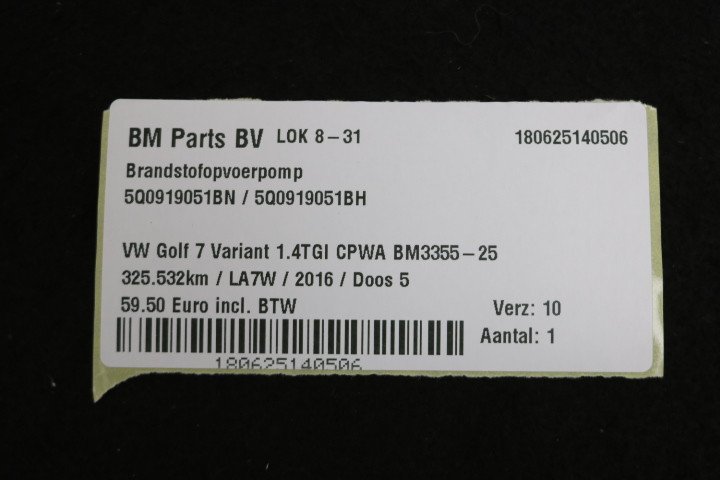 BM Parts BV LOK 8-31 180625140506
Brandstofopvoerpomp
5Q0919051BN / 5Q0919051BH
VW Golf 7 Variant 1.4TGI CPWA BM3355-25
325.532km / LA7W / 2016 / Doos 5
59.50 Euro incl. BTW Verz: 10
Aantal: 1
180625140506